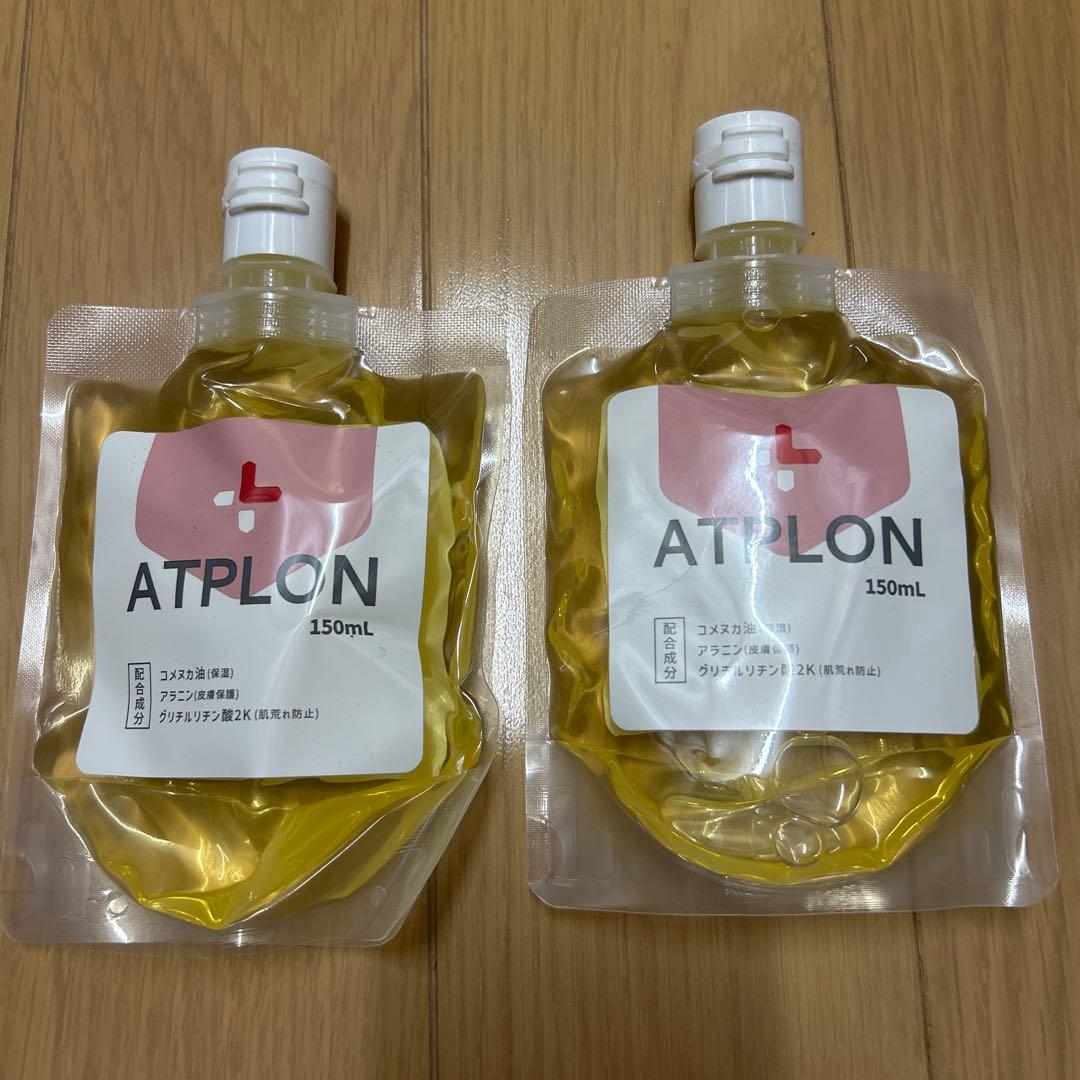 ATPLON
150mL
配合成分
コメヌカ油(保湿)
アラニン(皮膚保護)
グリチルリチン酸2K(肌荒れ防止)
ATPLON
150mL
配合成分
コメヌカ油(保湿)
アラニン(皮膚保護)
グリチルリチン酸2K(肌荒れ防止)